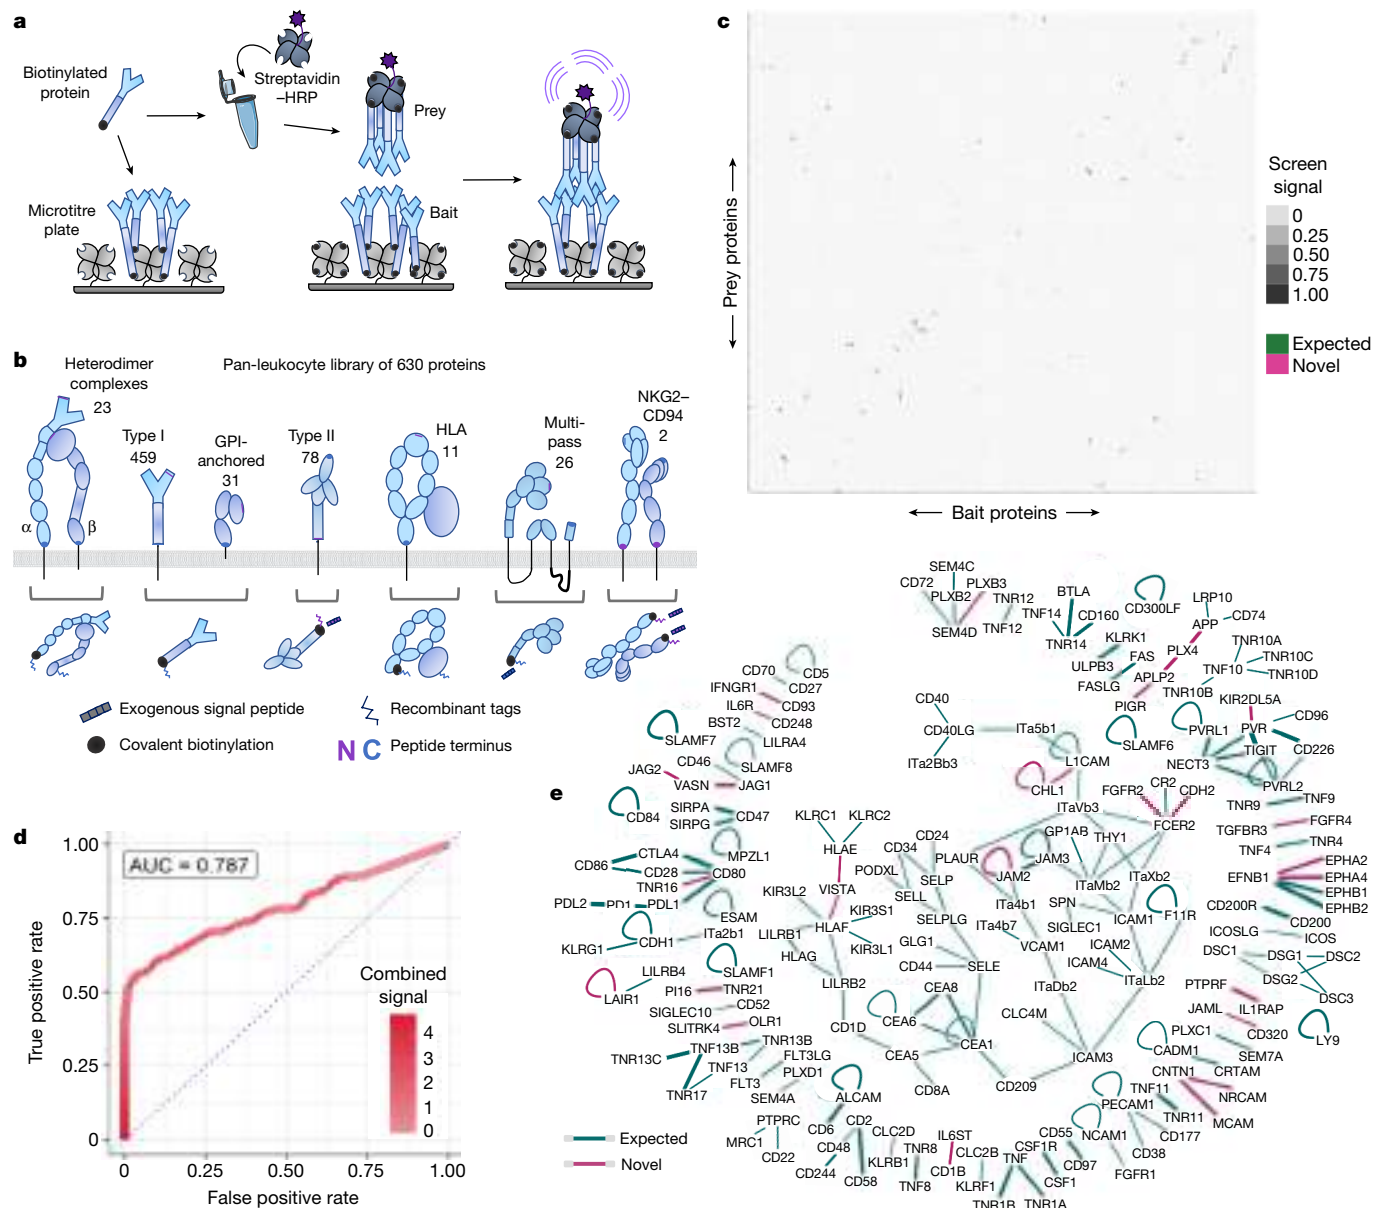 a
Biotinylated
protein
Streptavidin
–HRP
Prey
Microtitre
plate
Bait
b
Heterodimer
complexes
23
Pan-leukocyte library of 630 proteins
Type I
459
GPI-
anchored
31
Type II
78
HLA
11
Multi-
pass
26
NKG2–
CD94
2
α
β
Exogenous signal peptide
Recombinant tags
Covalent biotinylation
N C
Peptide terminus
c
Prey proteins
Bait proteins
Screen
signal
0
0.25
0.50
0.75
1.00
Expected
Novel
d
AUC = 0.787
True positive rate
1.00
0.75
0.50
0.25
0
0
0.25
0.50
0.75
1.00
False positive rate
Combined
signal
4
3
2
1
0
e
SEM4C
CD72
PLXB3
PLXB2
SEM4D
TNR12
TNF12
BTLA
TNF14
CD160
TNR14
CD300LF
LRP10
APP
CD74
KLRK1
FAS
ULPB3
FASLG
PLX4
APLP2
PIGR
TNR10A
TNR10C
TNF10
TNR10D
TNR10B
KIR2DL5A
CD70
CD5
CD27
IFNGR1
CD93
IL6R
CD248
BST2
LILRA4
SLAMF7
CD46
SLAMF8
JAG2
VASN
JAG1
CD40
CD40LG
ITa5b1
ITa2Bb3
L1CAM
CHL1
SLAMF6
PVRL1
PVR
CD96
TIGIT
CD226
NECT3
PVRL2
FGFR2
CR2
CDH2
ITaVb3
FCER2
TNR9
TNF9
CD84
SIRPA
SIRPG
CD47
KLRC1
KLRC2
HLAE
CD24
CD34
PODXL
PLAUR
GP1AB
THY1
JAM3
JAM2
TGFBR3
FGFR4
TNF4
TNR4
CTLA4
CD86
CD28
TNR16
CD80
MPZL1
PDL2
PD1
PDL1
VISTA
KIR3L2
KIR3S1
KIR3L1
LILRB1
HLAF
HLAG
SELP
SELL
SELPLG
ITa4b1
ITa4b7
ITaMb2
ITaXb2
SPN
ICAM1
F11R
SIGLEC1
VCAM1
ICAM2
ICAM4
ITaLb2
ITaDb2
EPHA2
EFNB1
EPHA4
EPHB1
EPHB2
CD200R
CD200
ICOSLG
ICOS
DSC1
DSG1
DSC2
DSG2
DSC3
ESAM
ITa2b1
KLRG1
CDH1
LILRB4
SLAMF1
LAIR1
PI16
TNR21
CD52
SIGLEC10
SLITRK4
OLR1
GLG1
CD44
SELE
LILRB2
CEA8
CEA6
CLC4M
CD1D
CEA5
CEA1
ICAM3
CD8A
CD209
PTPRF
JAML
IL1RAP
CD320
PLXC1
SEM7A
CADM1
CRTAM
LY9
CNTN1
NRCAM
MCAM
TNR13C
TNF13B
TNR13B
TNF13
TNR17
FLT3LG
FLT3
PLXD1
SEM4A
ALCAM
CD6
PTPRC
MRC1
CD22
CD2
CD48
CD244
CD58
CLC2D
KLRB1
TNR8
TNF8
IL6ST
CD1B
CLC2B
KLRF1
CSF1R
TNF
CSF1
TNR1B
TNR1A
CD55
CD97
NCAM1
FGFR1
PECAM1
CD38
CD177
TNF11
TNR11
Expected
Novel